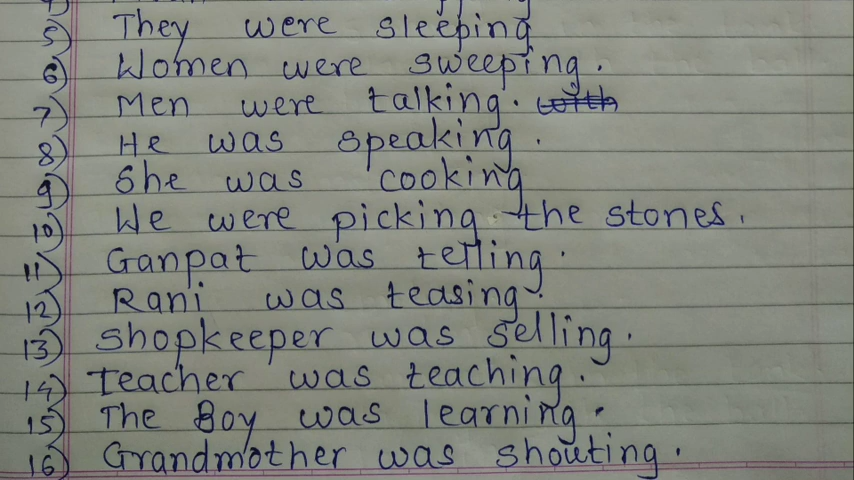 5) They were sleeping
6) Women were sweeping.
7) Men were talking. with
8) He was speaking.
9) She was cooking
10) We were picking the stones.
11) Ganpat was telling.
12) Rani was teasing.
13) Shopkeeper was selling.
14) Teacher was teaching.
15) The Boy was learning.
16) Grandmother was shouting.